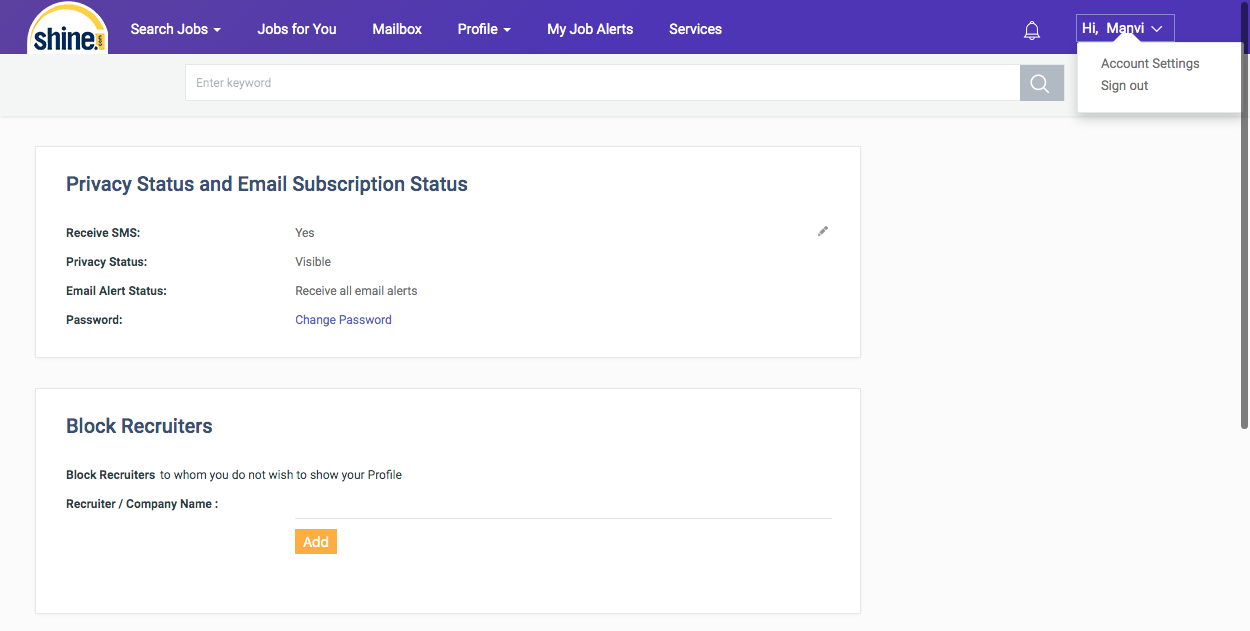 shine.com
Search Jobs
Jobs for You
Mailbox
Profile
My Job Alerts
Services
Hi, Manvi
Account Settings
Sign out
Enter keyword
Privacy Status and Email Subscription Status
Receive SMS: Yes
Privacy Status: Visible
Email Alert Status: Receive all email alerts
Password: Change Password
Block Recruiters
Block Recruiters to whom you do not wish to show your Profile
Recruiter / Company Name :
Add